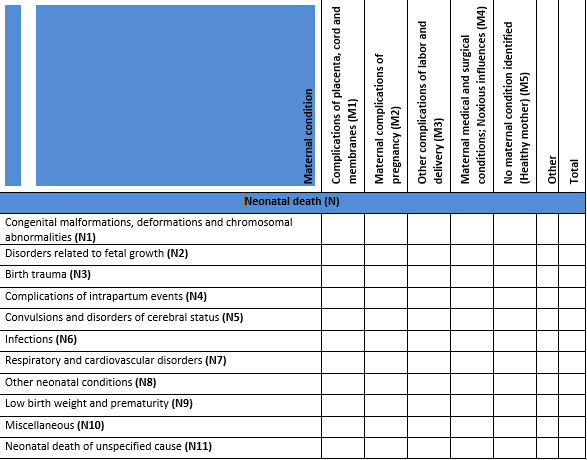 Maternal condition
Complications of placenta, cord and
membranes (M1)
Maternal complications of
pregnancy (M2)
Other complications of labor and
delivery (M3)
Maternal medical and surgical
conditions; Noxious influences (M4)
No maternal condition identified
(Healthy mother) (M5)
Other
Total
Neonatal death (N)
Congenital malformations, deformations and chromosomal
abnormalities (N1)
Disorders related to fetal growth (N2)
Birth trauma (N3)
Complications of intrapartum events (N4)
Convulsions and disorders of cerebral status (N5)
Infections (N6)
Respiratory and cardiovascular disorders (N7)
Other neonatal conditions (N8)
Low birth weight and prematurity (N9)
Miscellaneous (N10)
Neonatal death of unspecified cause (N11)